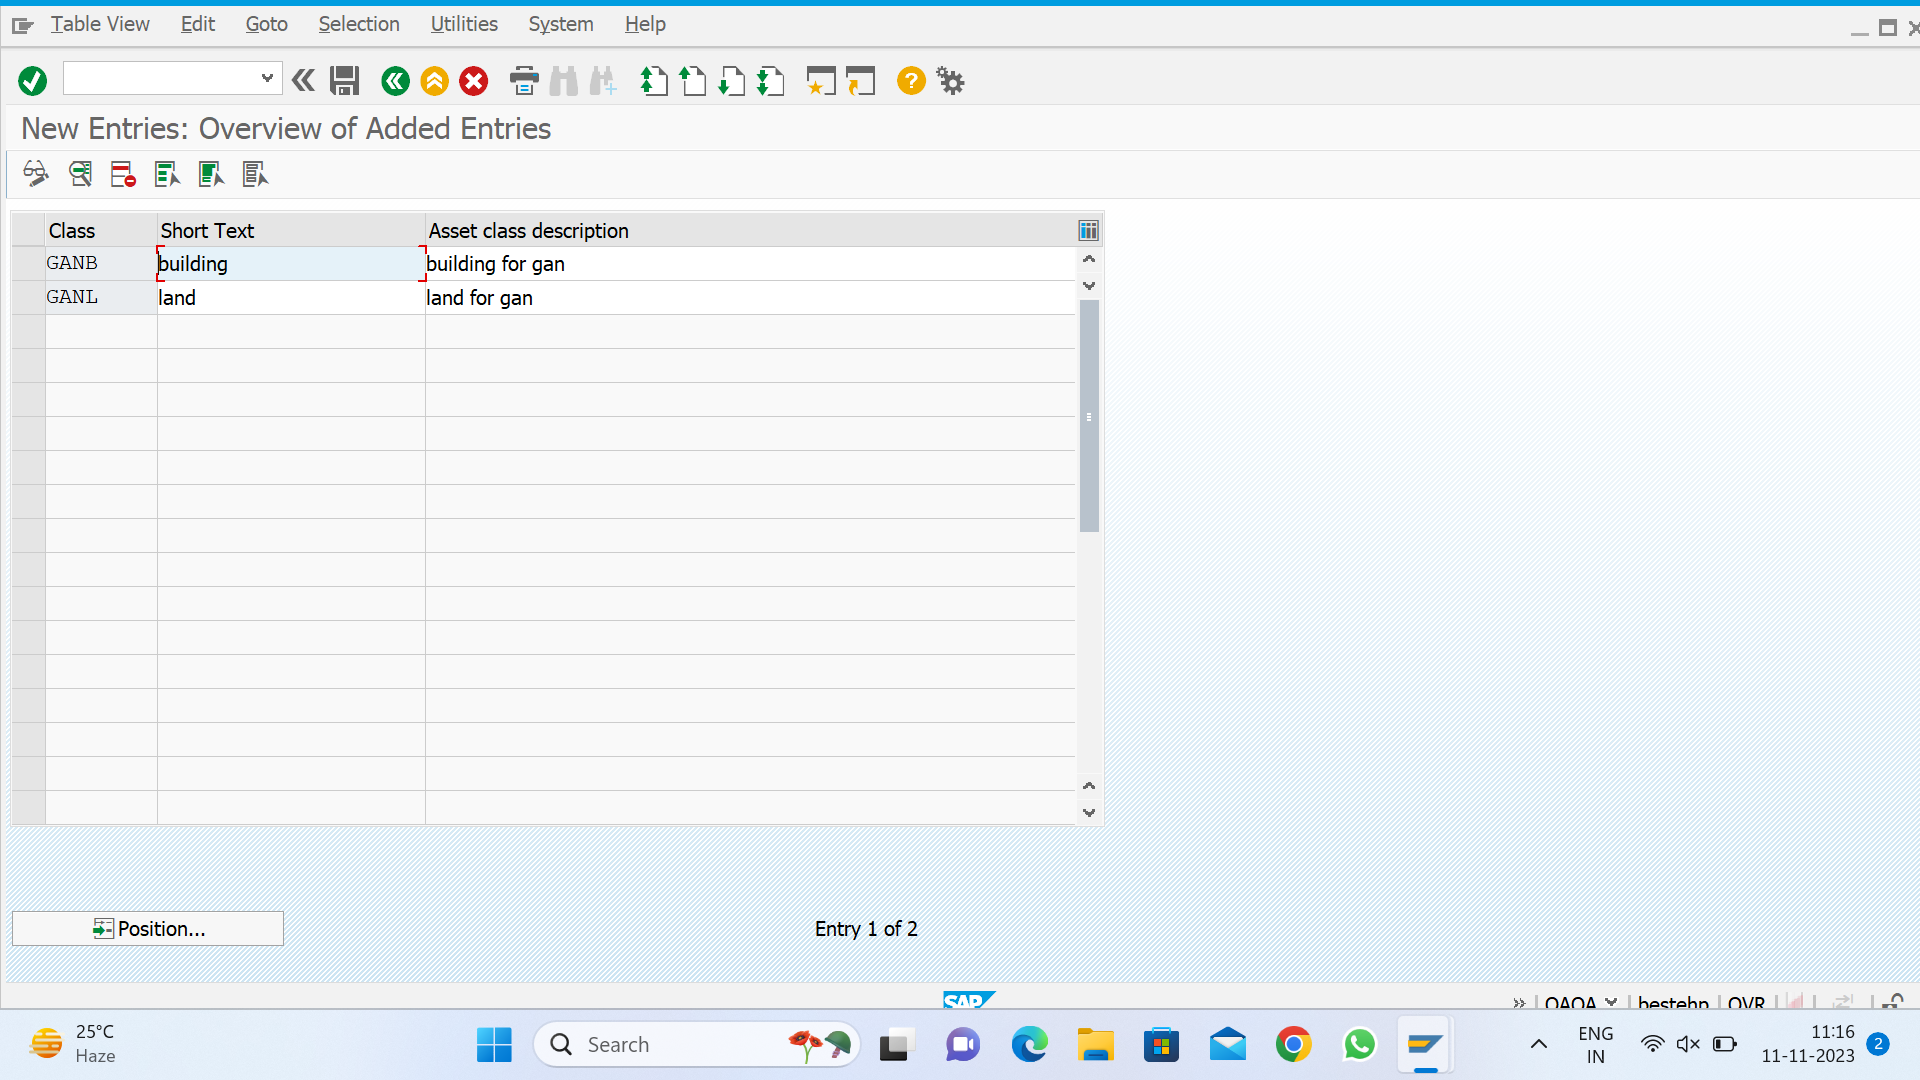 Table View Edit Goto Selection Utilities System Help
New Entries: Overview of Added Entries
Class Short Text Asset class description
GANB building building for gan
GANL land land for gan
Position... Entry 1 of 2
SAP OAOA bestehp OVR
25°C
Haze
Search
ENG
IN
11:16
11-11-2023
2